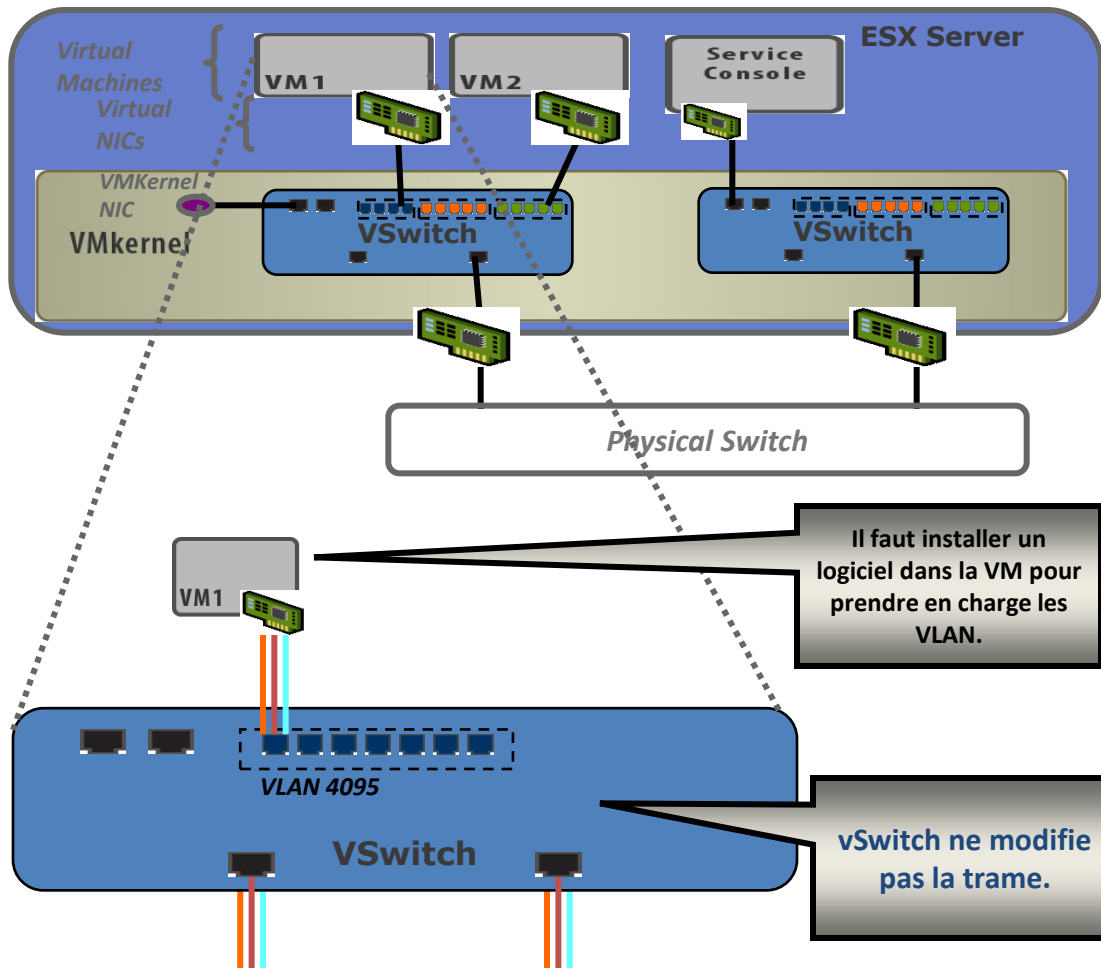 ESX Server
Virtual
Machines
VM1
VM2
Service
Console
Virtual
NICs
VMKernel
NIC
VMkernel
VSwitch
VSwitch
Physical Switch
Il faut installer un
logiciel dans la VM pour
prendre en charge les
VLAN.
VM1
VLAN 4095
VSwitch
vSwitch ne modifie
pas la trame.